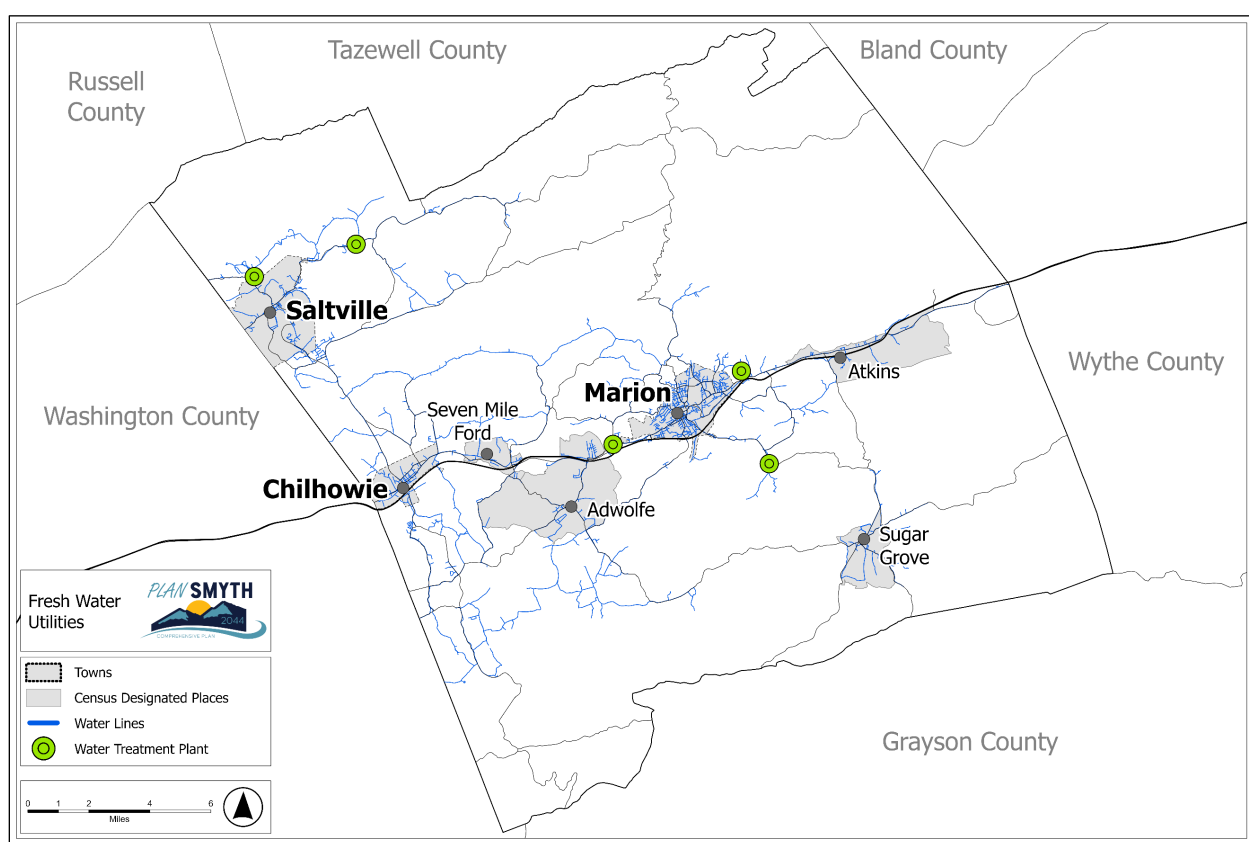 Tazewell County
Bland County
Russell
County
Saltville
Wythe County
Atkins
Marion
Washington County
Seven Mile
Ford
Chilhowie
Adwolfe
Sugar
Grove
Grayson County
Fresh Water
Utilities
PLAN SMYTH
2044
COMPREHENSIVE PLAN
Towns
Census Designated Places
Water Lines
Water Treatment Plant
0 1 2 4 6
Miles